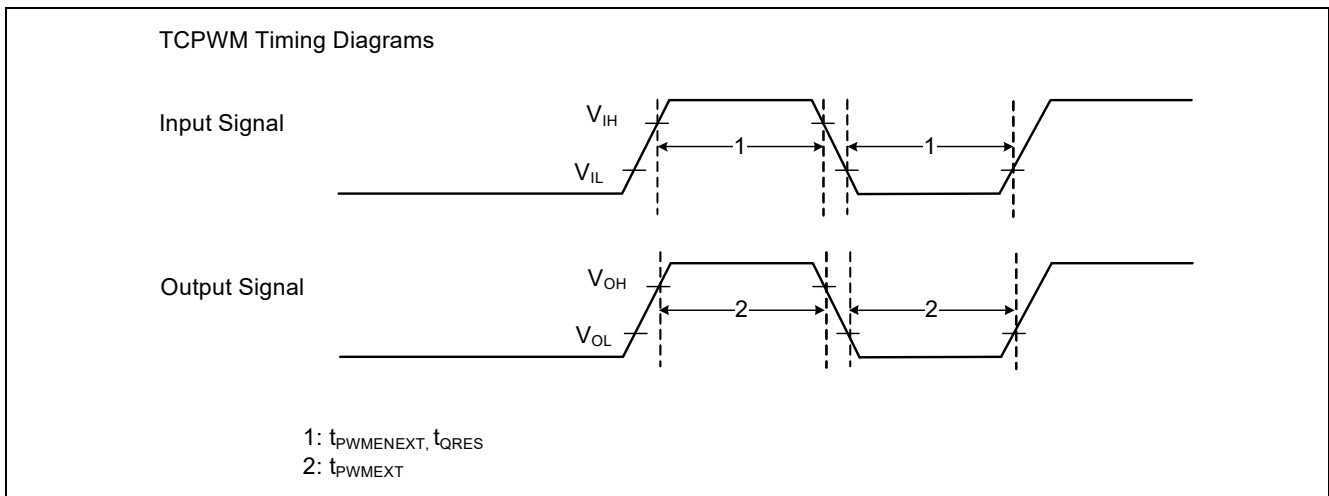 TCPWM Timing Diagrams
Input Signal
VIH
VIL
1
1
Output Signal
VOH
VOL
2
2
1: tPWMENEXT, tQRES
2: tPWMEXT